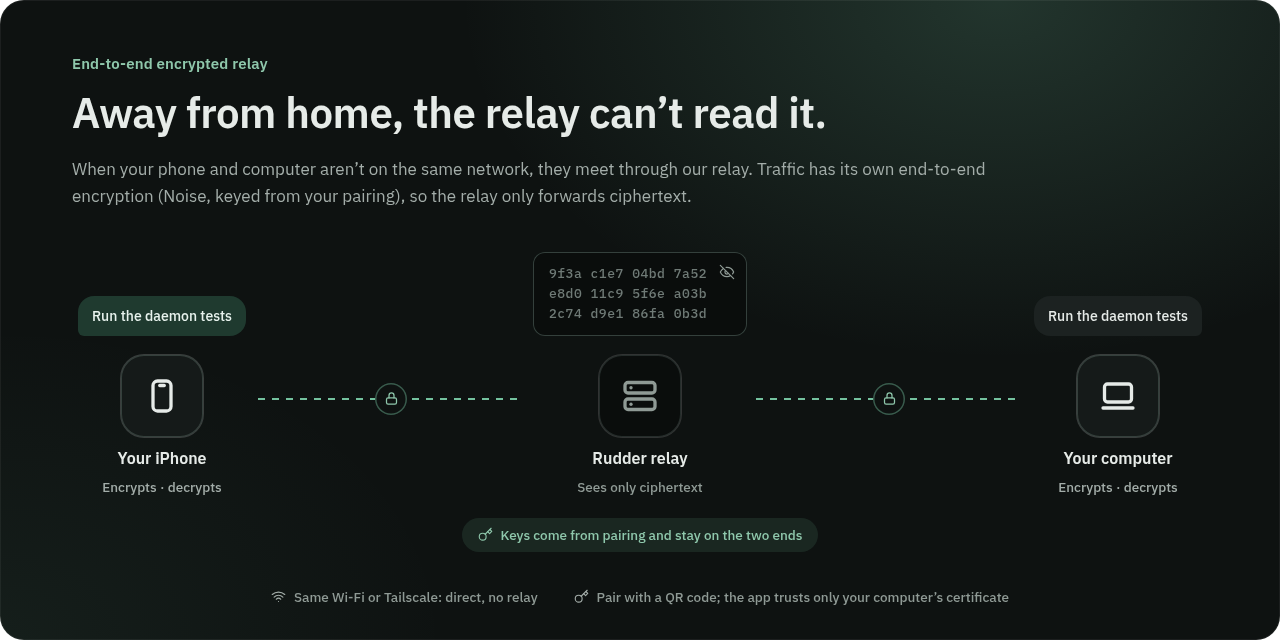 End-to-end encrypted relay
Away from home, the relay can’t read it.
When your phone and computer aren’t on the same network, they meet through our relay. Traffic has its own end-to-end
encryption (Noise, keyed from your pairing), so the relay only forwards ciphertext.
9f3a c1e7 04bd 7a52
e8d0 11c9 5f6e a03b
2c74 d9e1 86fa 0b3d
Run the daemon tests
Run the daemon tests
Your iPhone
Rudder relay
Your computer
Encrypts · decrypts
Sees only ciphertext
Encrypts · decrypts
Keys come from pairing and stay on the two ends
Same Wi-Fi or Tailscale: direct, no relay
Pair with a QR code; the app trusts only your computer’s certificate